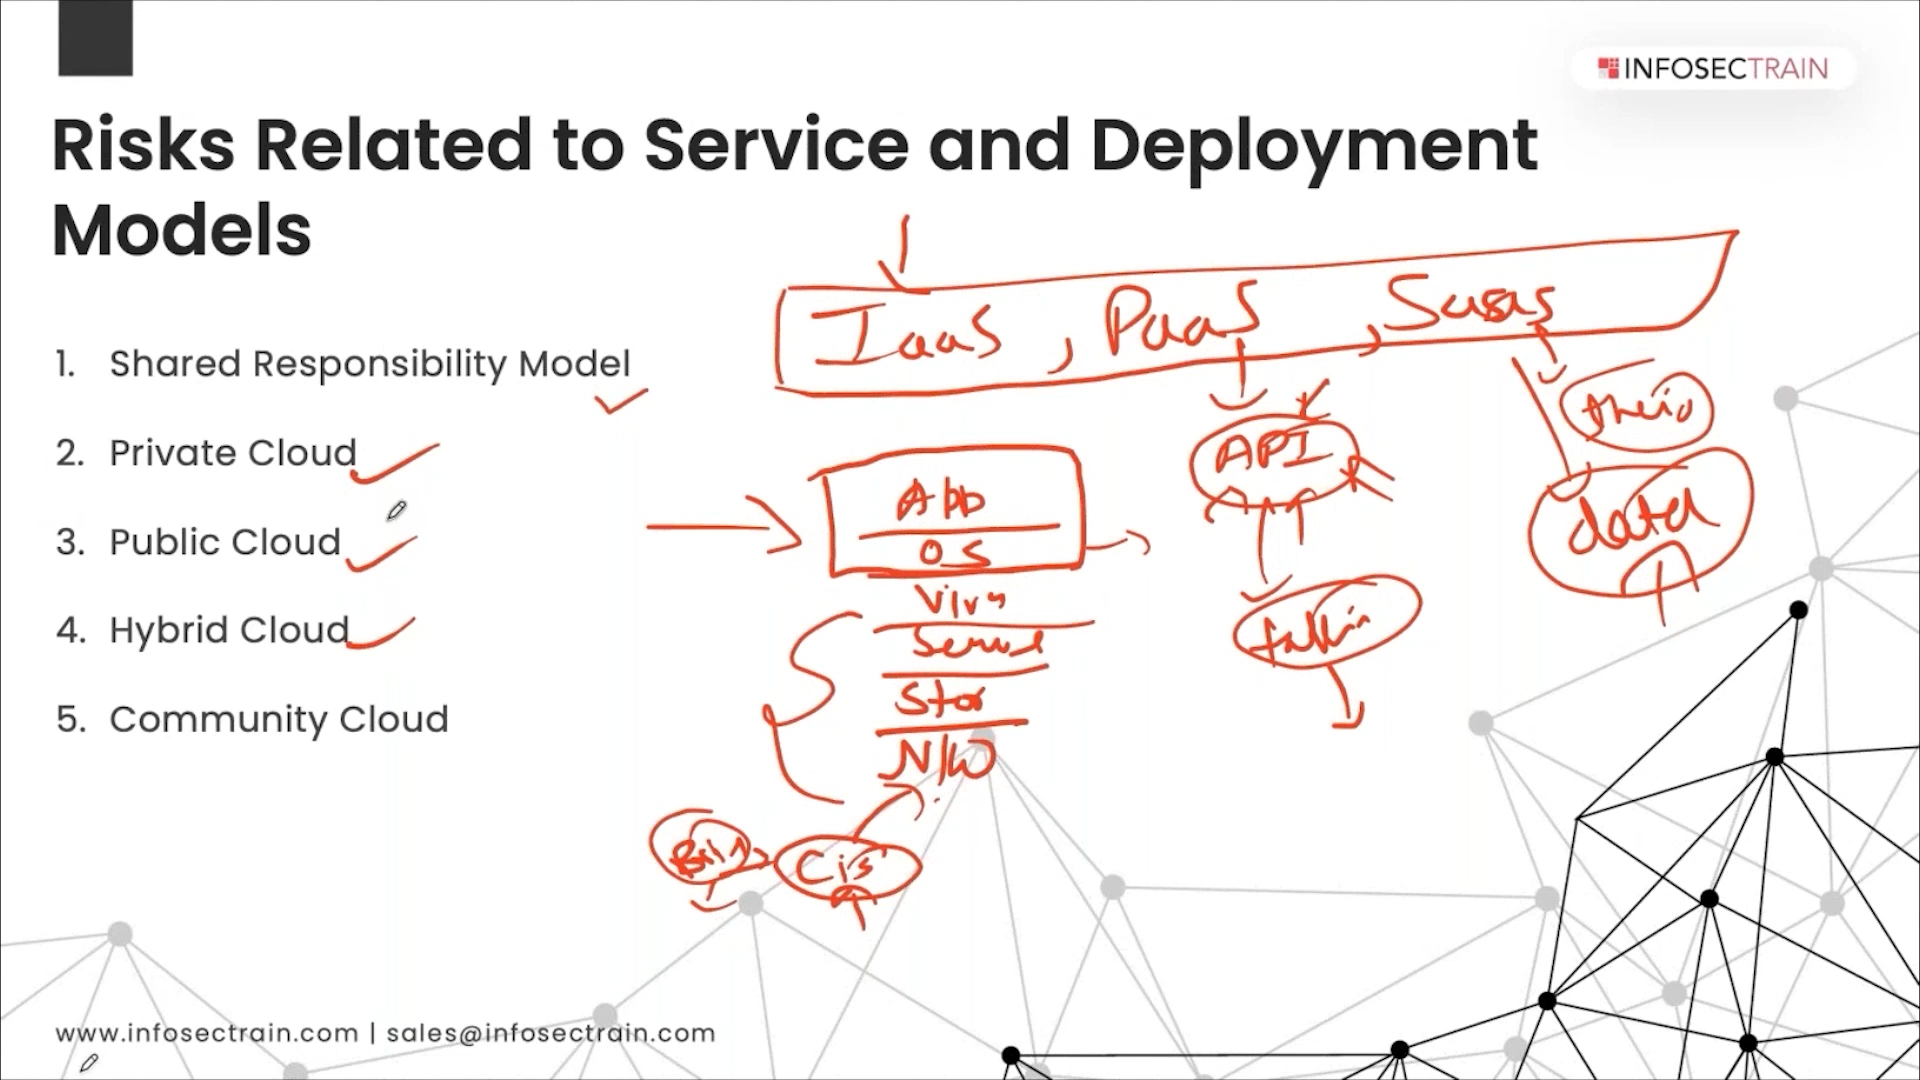 INFOSECTRAIN
Risks Related to Service and Deployment
Models
IaaS, PaaS, SaaS
1. Shared Responsibility Model
2. Private Cloud
3. Public Cloud
4. Hybrid Cloud
5. Community Cloud
App
OS
API
data
Stor
N/W
Cis
www.infosectrain.com | sales@infosectrain.com